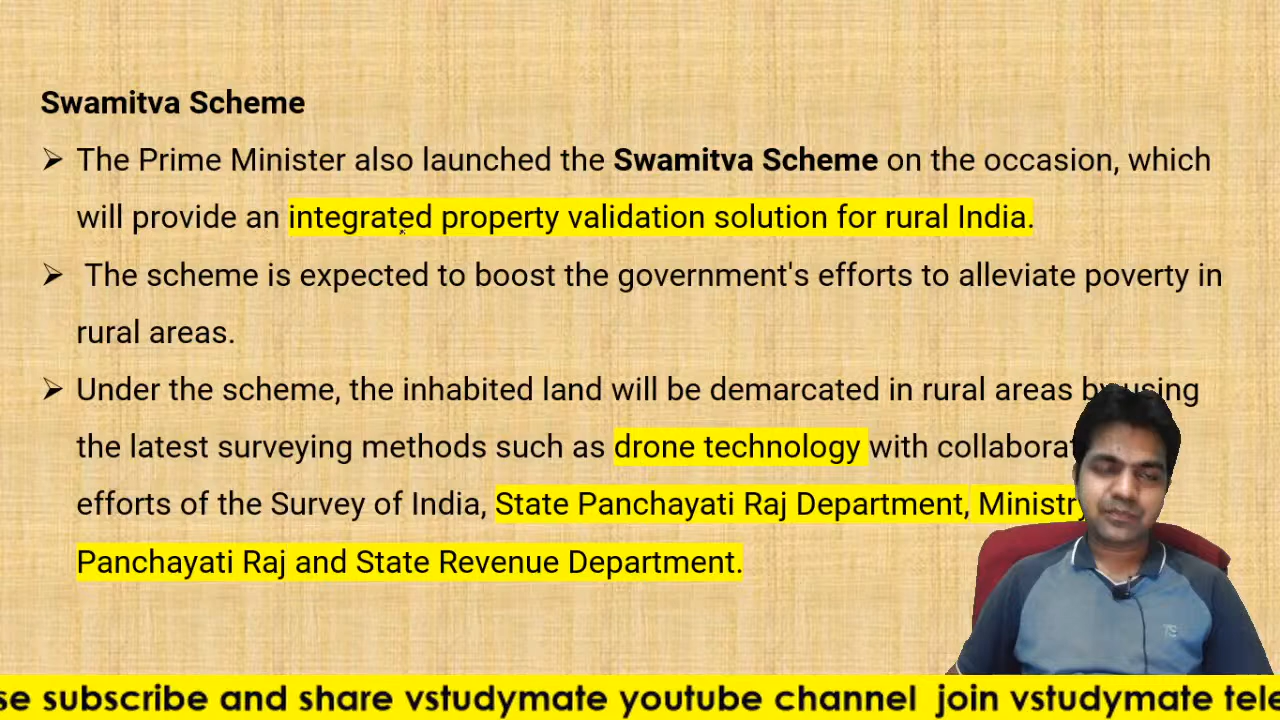 Swamitva Scheme
➢ The Prime Minister also launched the Swamitva Scheme on the occasion, which
will provide an integrated property validation solution for rural India.
➢ The scheme is expected to boost the government's efforts to alleviate poverty in
rural areas.
➢ Under the scheme, the inhabited land will be demarcated in rural areas by using
the latest surveying methods such as drone technology with
efforts of the Survey of India, State Panchayati Raj Department, Ministry
Panchayati Raj and State Revenue Department.
subscribe and share vstudymate youtube channel join vstudymate